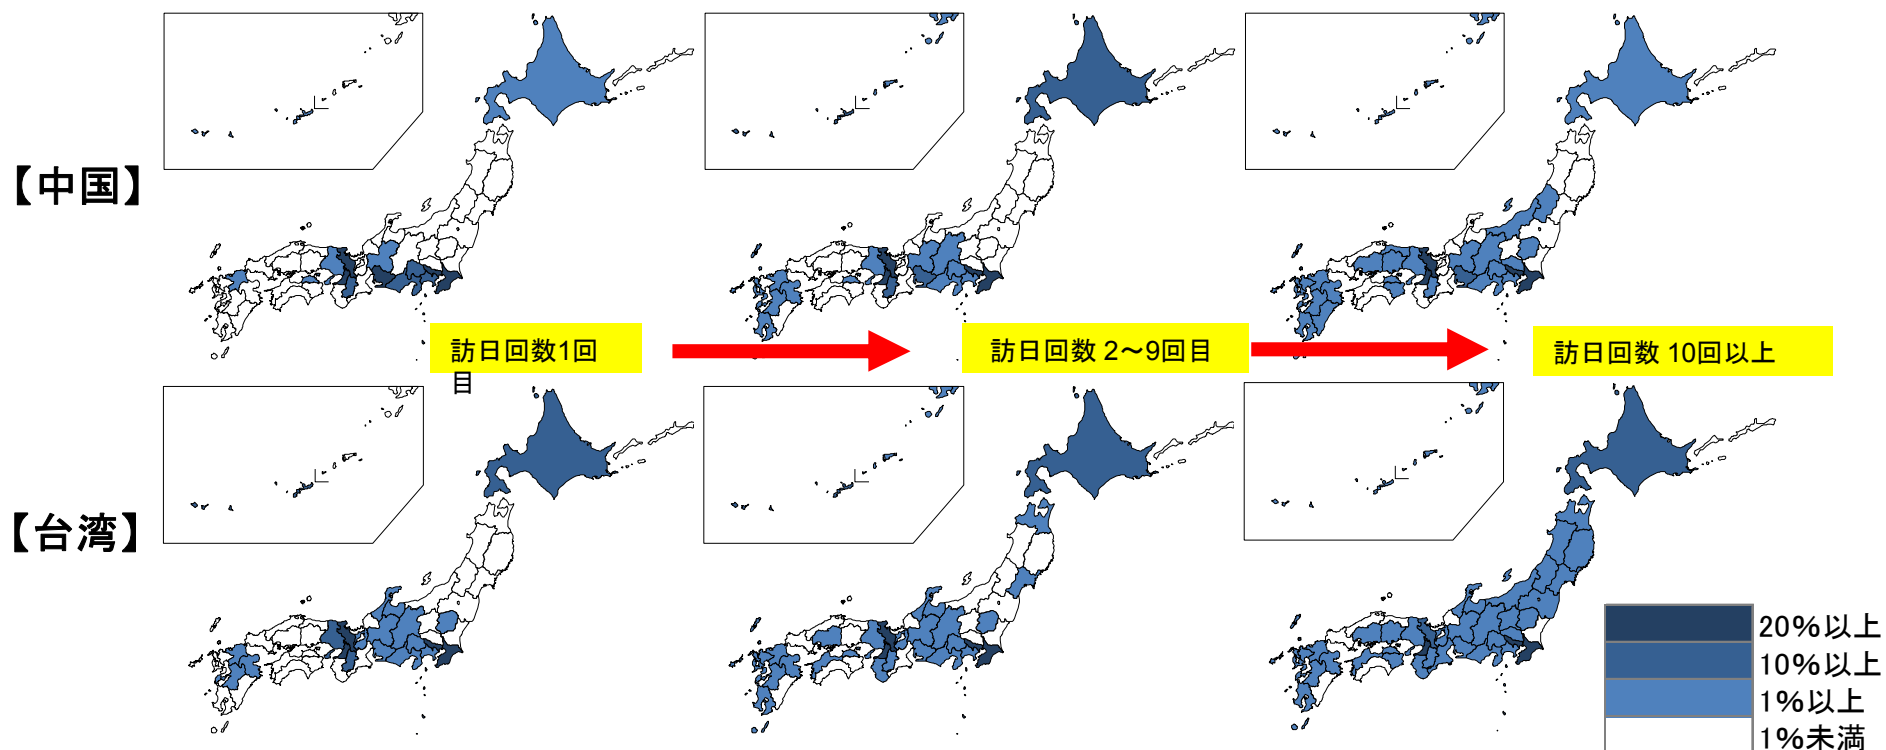 【中国】
訪日回数1回
目
訪日回数 2～9回目
訪日回数 10回以上
【台湾】
20%以上
10%以上
1%以上
1%未満